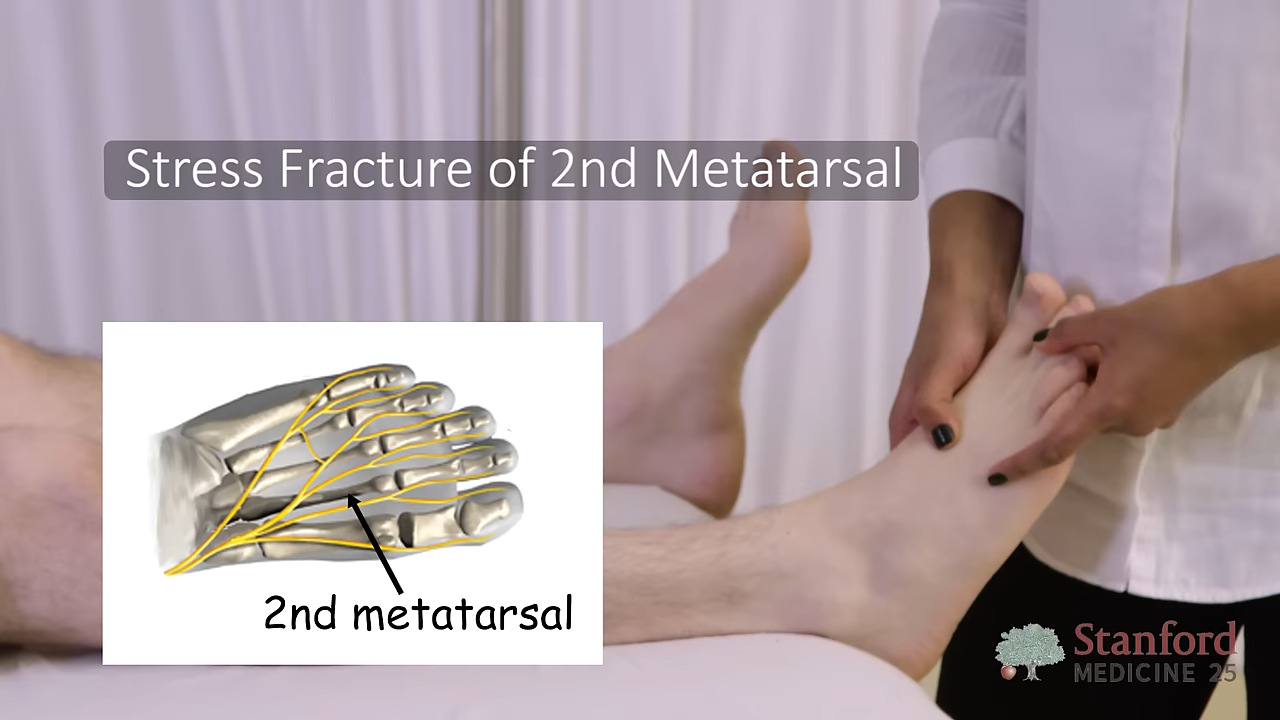 Stress Fracture of 2nd Metatarsal
2nd metatarsal
Stanford
MEDICINE 25